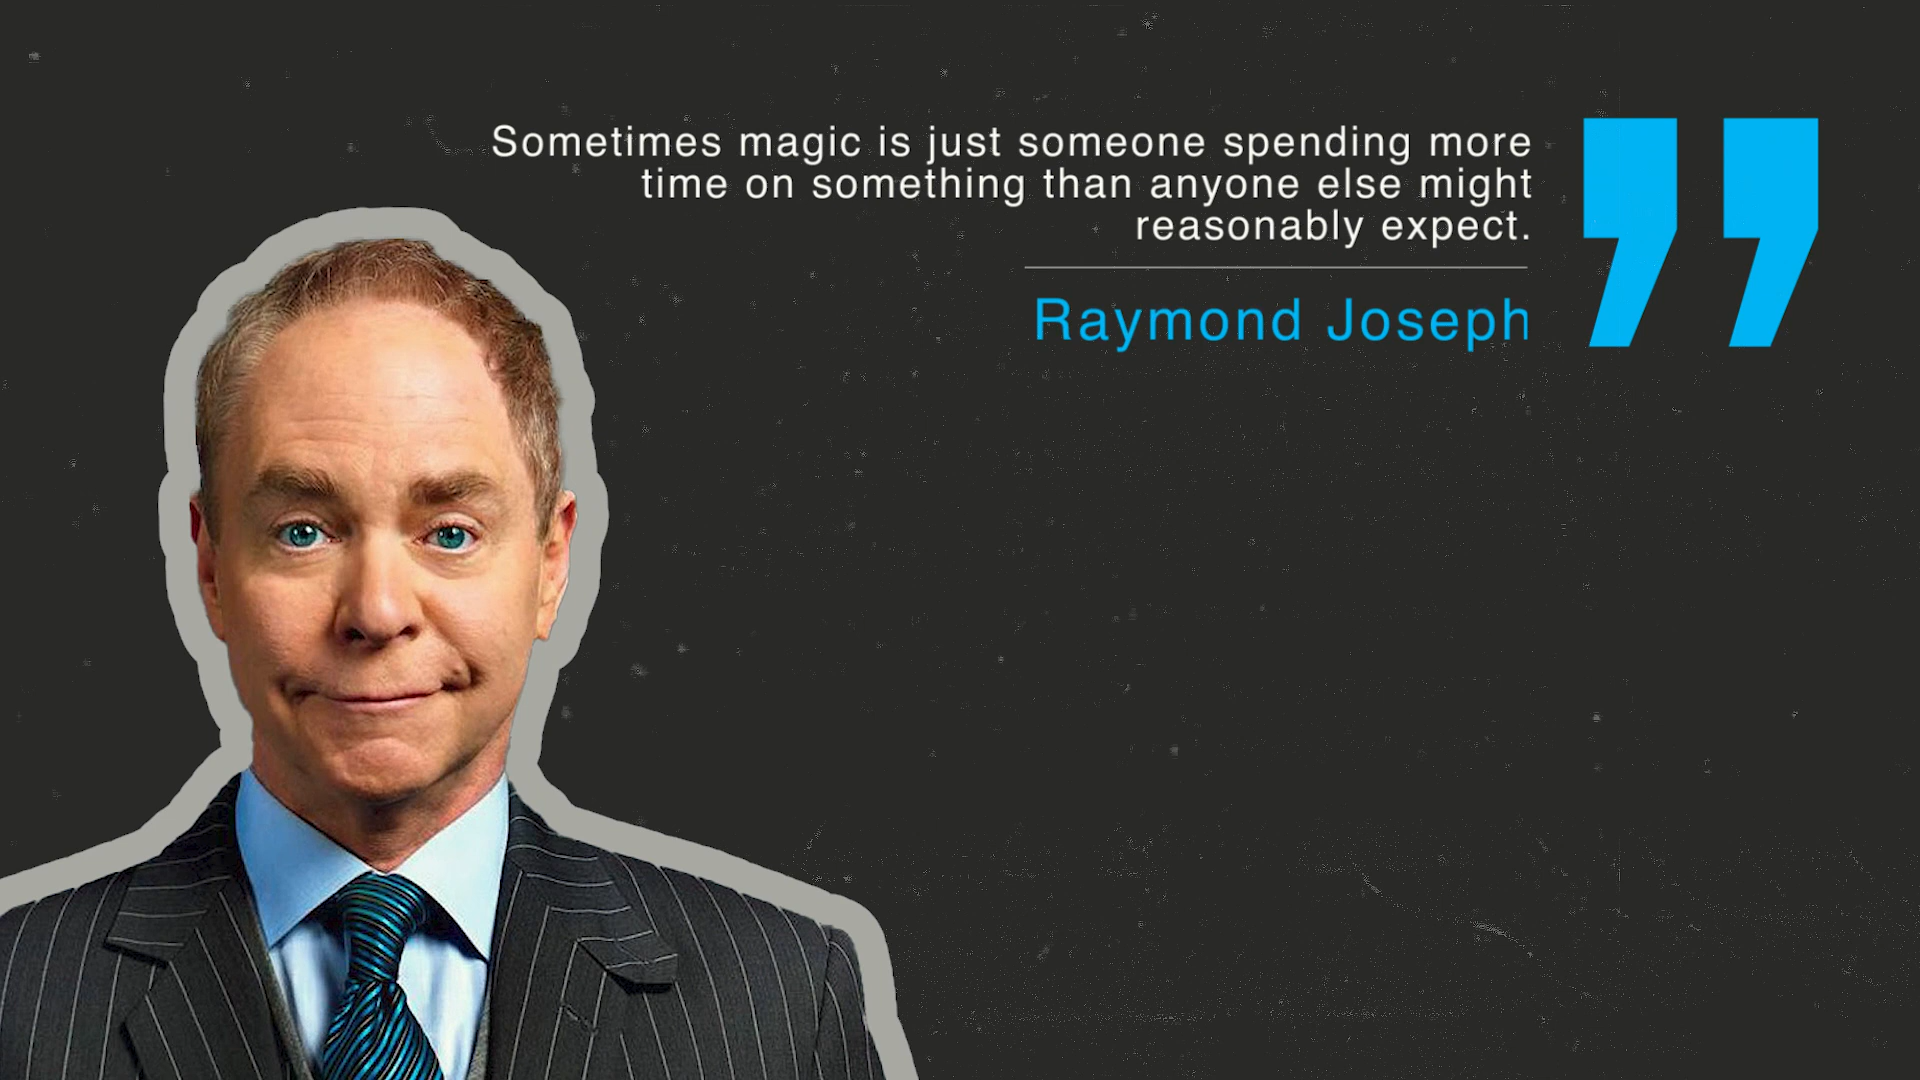 Sometimes magic is just someone spending more
time on something than anyone else might
reasonably expect.
Raymond Joseph